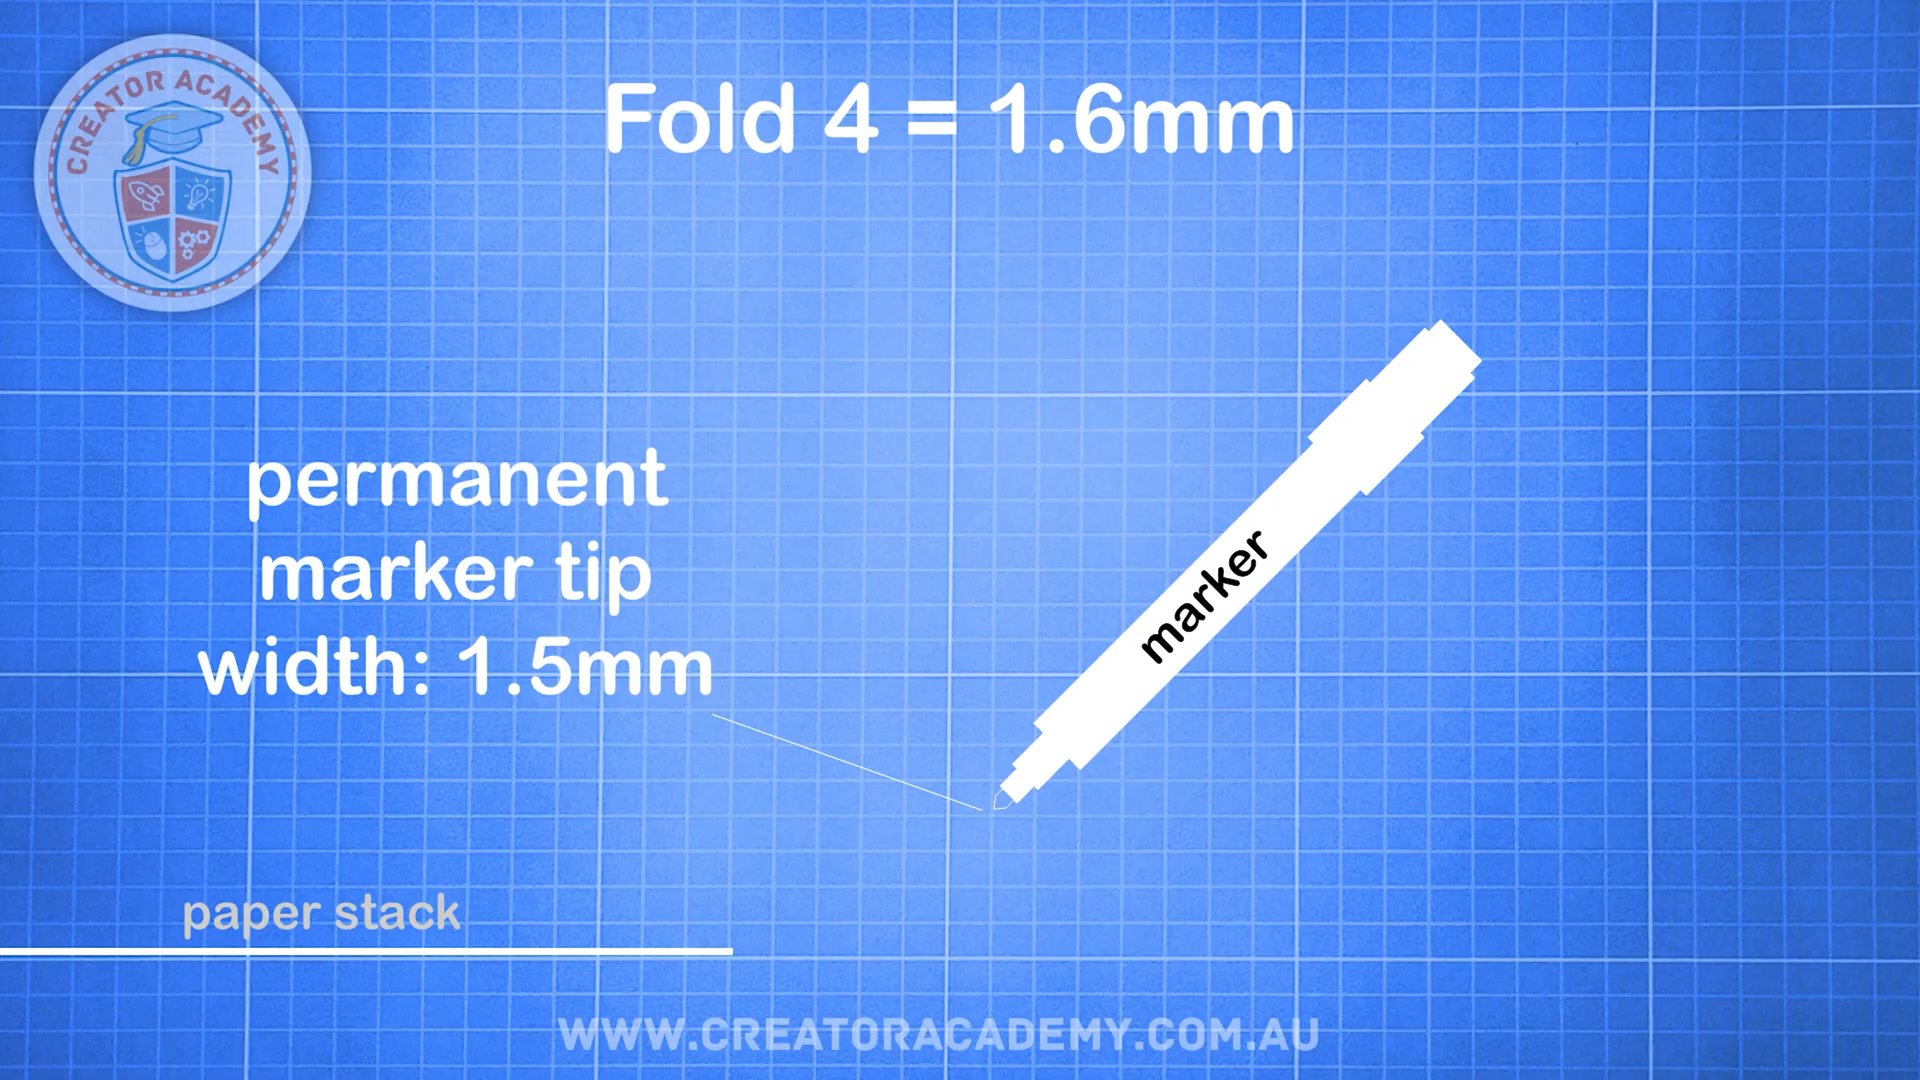 CREATOR ACADEMY
Fold 4 = 1.6mm
permanent
marker tip
width: 1.5mm
marker
paper stack
WWW.CREATORACADEMY.COM.AU